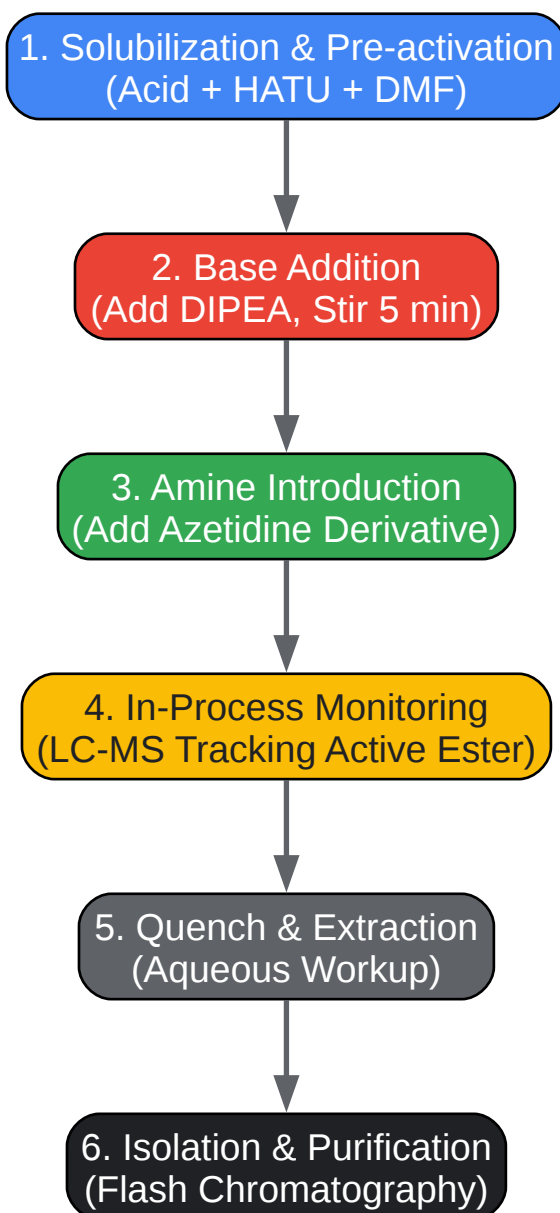 1. Solubilization & Pre-activation
(Acid + HATU + DMF)
2. Base Addition
(Add DIPEA, Stir 5 min)
3. Amine Introduction
(Add Azetidine Derivative)
4. In-Process Monitoring
(LC-MS Tracking Active Ester)
5. Quench & Extraction
(Aqueous Workup)
6. Isolation & Purification
(Flash Chromatography)